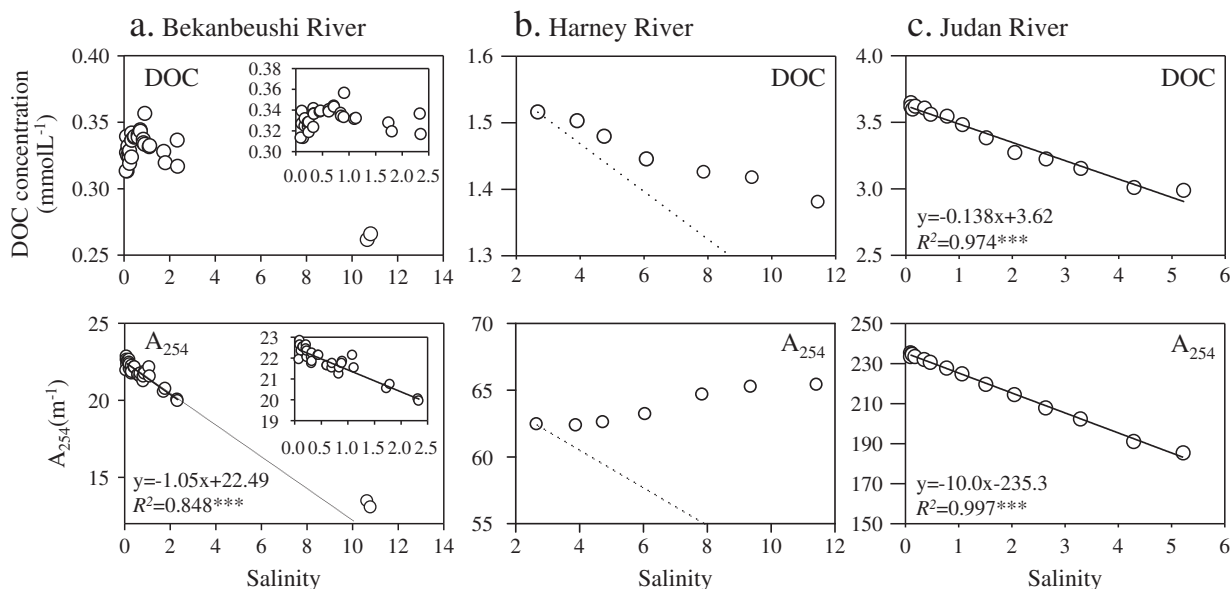 a. Bekanbeushi River
b. Harney River
c. Judan River
DOC concentration
(mmolL-1)
0.40
0.35
0.30
0.25
DOC
0.38
0.36
0.34
0.32
0.30
0.0 0.5 1.0 1.5 2.0 2.5
0 2 4 6 8 10 12 14
1.6
1.5
1.4
1.3
DOC
2 4 6 8 10 12
4.0
3.5
3.0
2.5
DOC
y=-0.138x+3.62
R²=0.974***
0 1 2 3 4 5 6
A₂₅₄(m⁻¹)
25
20
15
A₂₅₄
23
22
21
20
19
0.0 0.5 1.0 1.5 2.0 2.5
y=-1.05x+22.49
R²=0.848***
0 2 4 6 8 10 12 14
Salinity
70
65
60
55
A₂₅₄
2 4 6 8 10 12
Salinity
250
230
210
190
170
150
A₂₅₄
y=-10.0x-235.3
R²=0.997***
0 1 2 3 4 5 6
Salinity